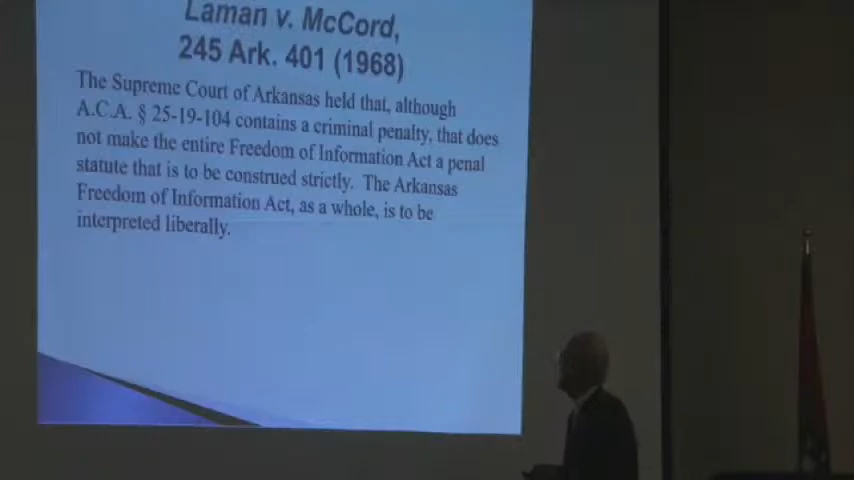 Laman v. McCord,
245 Ark. 401 (1968)
The Supreme Court of Arkansas held that, although
A.C.A. § 25-19-104 contains a criminal penalty, that does
not make the entire Freedom of Information Act a penal
statute that is to be construed strictly. The Arkansas
Freedom of Information Act, as a whole, is to be
interpreted liberally.